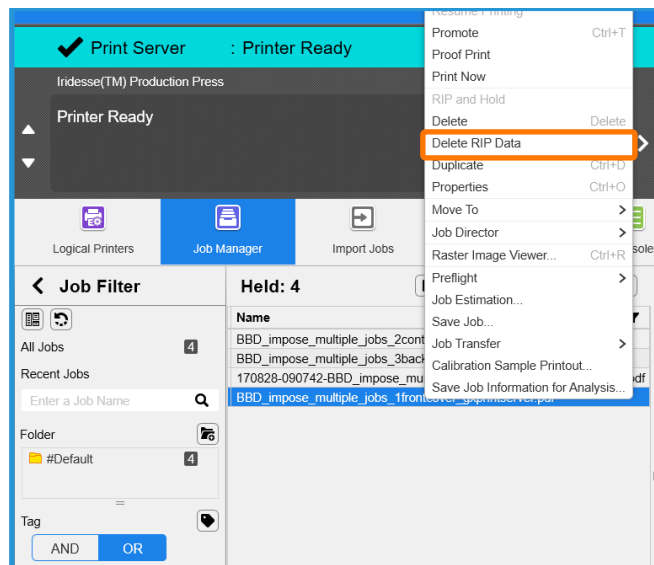 Print Server : Printer Ready
Iridesse(TM) Production Press
Printer Ready
Logical Printers
Job Manager
Import Jobs
sole
Job Filter
All Jobs 4
Recent Jobs
Enter a Job Name
Folder
#Default 4
Tag
AND OR
Held: 4
Name
BBD_impose_multiple_jobs_2cont
BBD_impose_multiple_jobs_3back
170828-090742-BBD_impose_mu df
BBD_impose_multiple_jobs_1frontcover_gxprintserver.pdf
Resume Printing
Promote Ctrl+T
Proof Print
Print Now
RIP and Hold
Delete Delete
Delete RIP Data
Duplicate Ctrl+D
Properties Ctrl+O
Move To
Job Director
Raster Image Viewer... Ctrl+R
Preflight
Job Estimation...
Save Job...
Job Transfer
Calibration Sample Printout...
Save Job Information for Analysis...